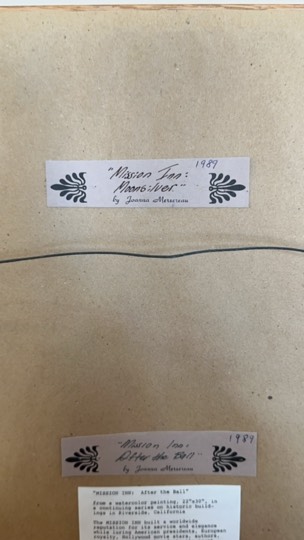 1989
"Mission Inn:
Moonsilver"
by Joanna Mersereau
1989
"Mission Inn:
After the Ball"
by Joanna Mersereau
"MISSION INN: After the Ball"
from a watercolor painting, 22"x30", in
a continuing series on historic build-
ings in Riverside, California
The MISSION INN built a worldwide
reputation for its service and elegance
while luring American presidents, European
royalty, Hollywood movie stars, authors,